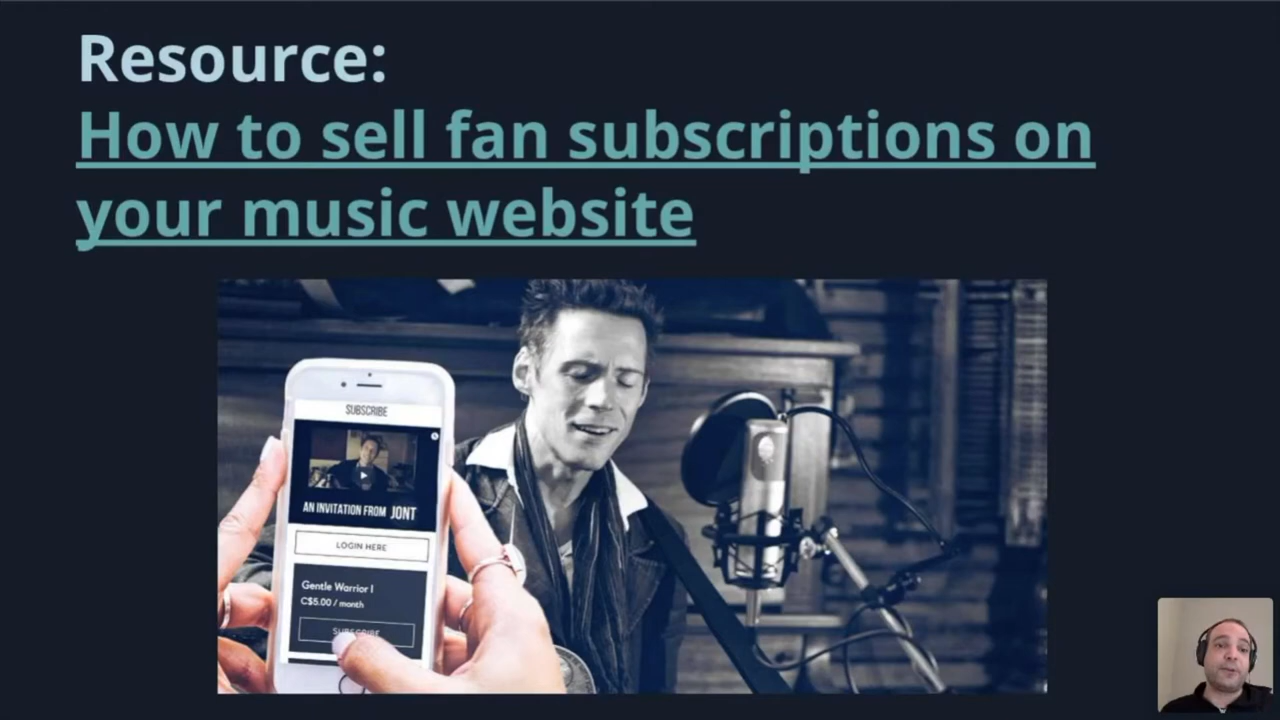 Resource:
How to sell fan subscriptions on
your music website
SUBSCRIBE
AN INVITATION FROM JONT
LOGIN HERE
Gentle Warrior I
C$5.00 / month
SUBSCRIBE